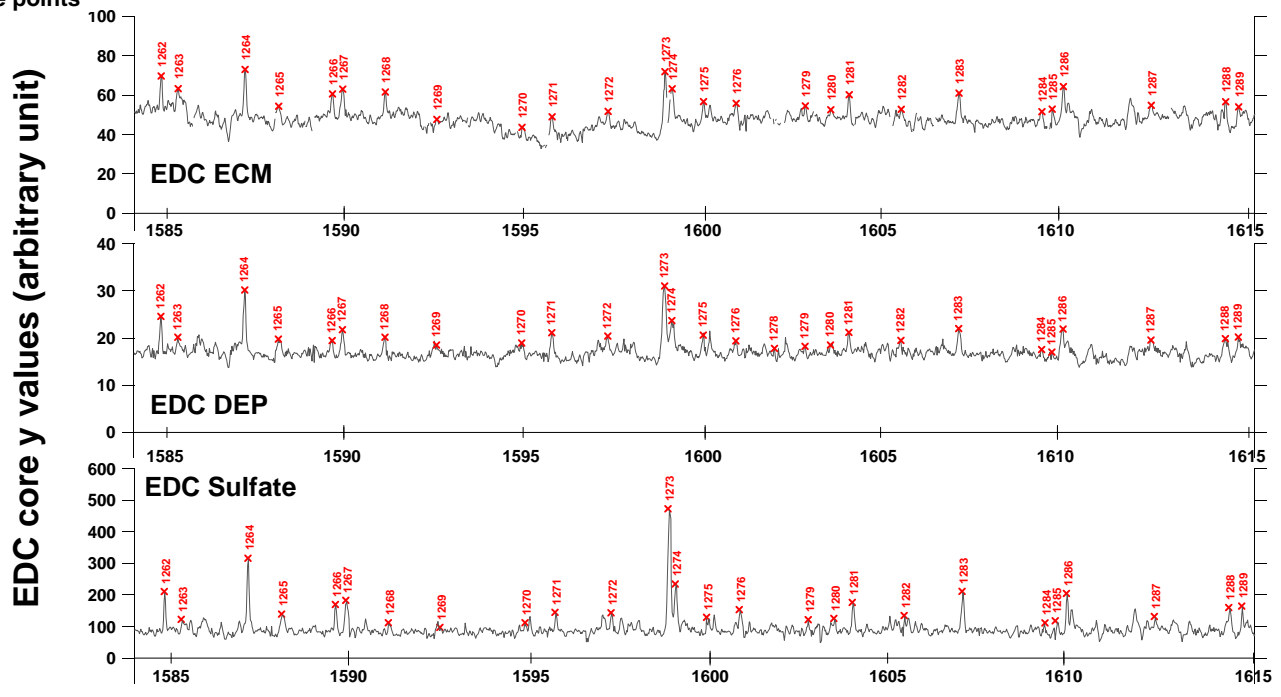 e points
EDC core y values (arbitrary unit)
100
80
60
40
20
0
1262 1263 1264 1265 1266 1267 1268 1269 1270 1271 1272 1273 1274 1275 1276 1279 1280 1281 1282 1283 1284 1285 1286 1287 1288 1289
EDC ECM
1585 1590 1595 1600 1605 1610 1615
40
30
20
10
0
1262 1263 1264 1265 1266 1267 1268 1269 1270 1271 1272 1273 1274 1275 1276 1278 1279 1280 1281 1282 1283 1284 1285 1286 1287 1288 1289
EDC DEP
1585 1590 1595 1600 1605 1610 1615
600
500
400
300
200
100
0
EDC Sulfate
1262 1263 1264 1265 1266 1267 1268 1269 1270 1271 1272 1273 1274 1275 1276 1279 1280 1281 1282 1283 1284 1285 1286 1287 1288 1289
1585 1590 1595 1600 1605 1610 1615